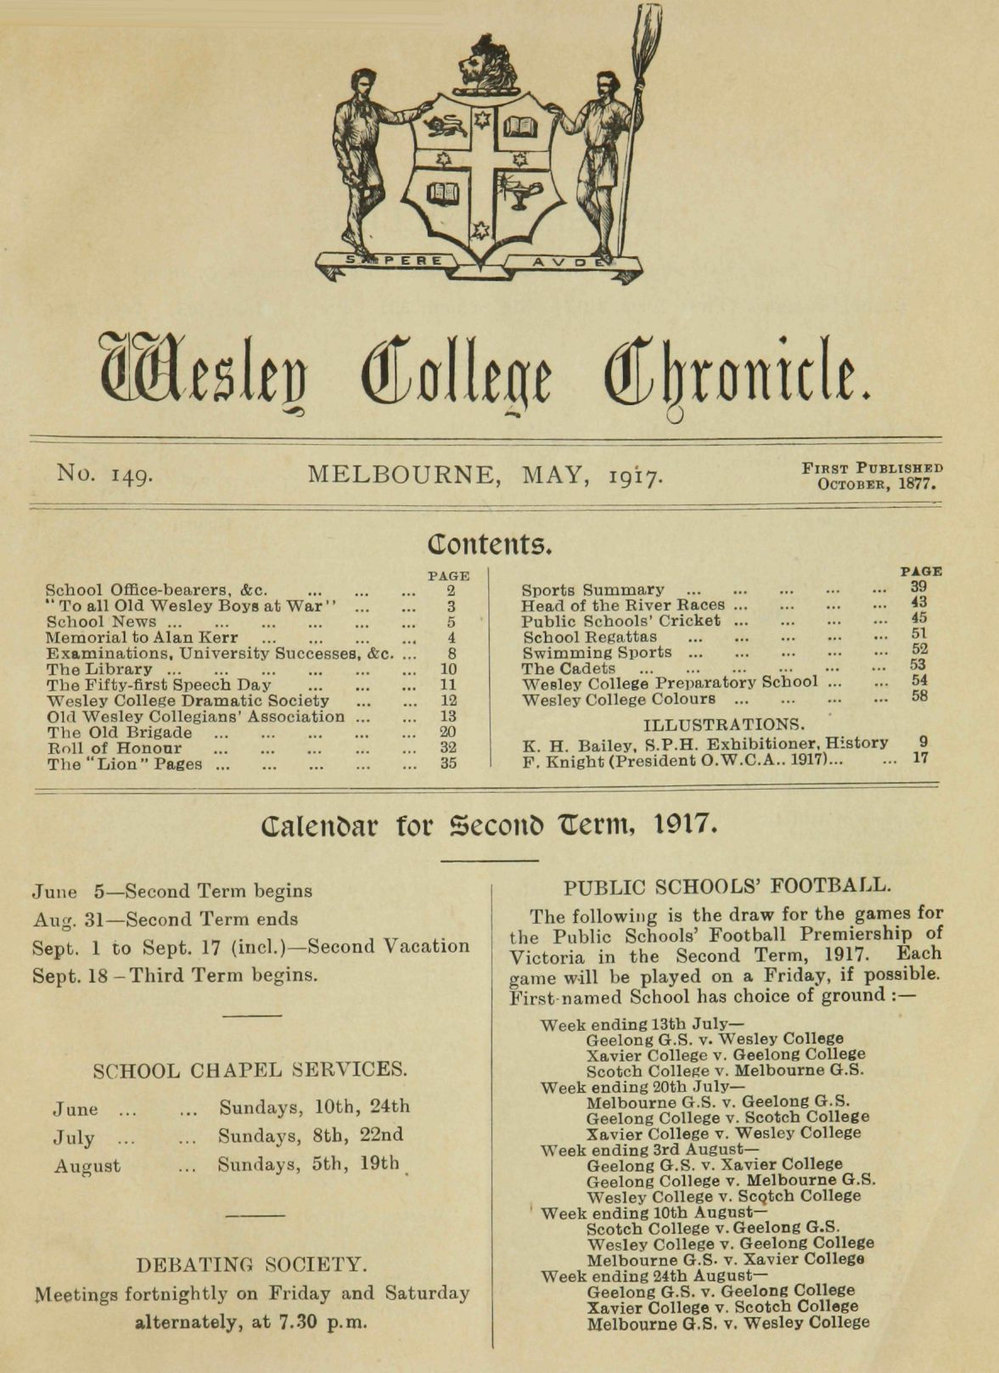 SAPERE AVDE
Wesley College Chronicle.
No. 149.
MELBOURNE, MAY, 1917.
First Published
October, 1877.
Contents.
PAGE
School Office-bearers, &c. ... ... ... 2
"To all Old Wesley Boys at War" ... ... 3
School News ... ... ... ... ... ... 5
Memorial to Alan Kerr ... ... ... ... 4
Examinations, University Successes, &c. ... 8
The Library ... ... ... ... ... ... 10
The Fifty-first Speech Day ... ... ... 11
Wesley College Dramatic Society ... ... 12
Old Wesley Collegians' Association ... ... 13
The Old Brigade ... ... ... ... ... 20
Roll of Honour ... ... ... ... ... 32
The "Lion" Pages ... ... ... ... ... 35
PAGE
Sports Summary ... ... ... ... ... 39
Head of the River Races ... ... ... ... 43
Public Schools' Cricket ... ... ... ... 45
School Regattas ... ... ... ... ... 51
Swimming Sports ... ... ... ... ... 52
The Cadets ... ... ... ... ... ... 53
Wesley College Preparatory School ... ... 54
Wesley College Colours ... ... ... ... 58
ILLUSTRATIONS.
K. H. Bailey, S.P.H. Exhibitioner, History 9
F. Knight (President O.W.C.A.. 1917)... ... 17
Calendar for Second Term, 1917.
June 5—Second Term begins
Aug. 31—Second Term ends
Sept. 1 to Sept. 17 (incl.)—Second Vacation
Sept. 18–Third Term begins.
SCHOOL CHAPEL SERVICES.
June ... ... Sundays, 10th, 24th
July ... ... Sundays, 8th, 22nd
August ... Sundays, 5th, 19th
DEBATING SOCIETY.
Meetings fortnightly on Friday and Saturday
alternately, at 7.30 p.m.
PUBLIC SCHOOLS' FOOTBALL.
The following is the draw for the games for
the Public Schools' Football Premiership of
Victoria in the Second Term, 1917. Each
game will be played on a Friday, if possible.
First-named School has choice of ground :—
Week ending 13th July—
Geelong G.S. v. Wesley College
Xavier College v. Geelong College
Scotch College v. Melbourne G.S.
Week ending 20th July—
Melbourne G.S. v. Geelong G.S.
Geelong College v. Scotch College
Xavier College v. Wesley College
Week ending 3rd August—
Geelong G.S. v. Xavier College
Geelong College v. Melbourne G.S.
Wesley College v. Scotch College
Week ending 10th August—
Scotch College v. Geelong G.S.
Wesley College v. Geelong College
Melbourne G.S. v. Xavier College
Week ending 24th August—
Geelong G.S. v. Geelong College
Xavier College v. Scotch College
Melbourne G.S. v. Wesley College